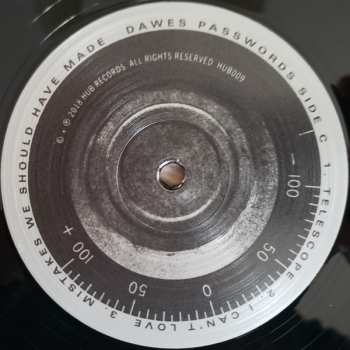 DAWES PASSWORDS SIDE C 1. TELESCOPE 2. I CAN'T LOVE 3. MISTAKES WE SHOULD HAVE MADE
© ℗ 2018 HUB RECORDS. ALL RIGHTS RESERVED HUB009
– 100 50 0 50 100 +